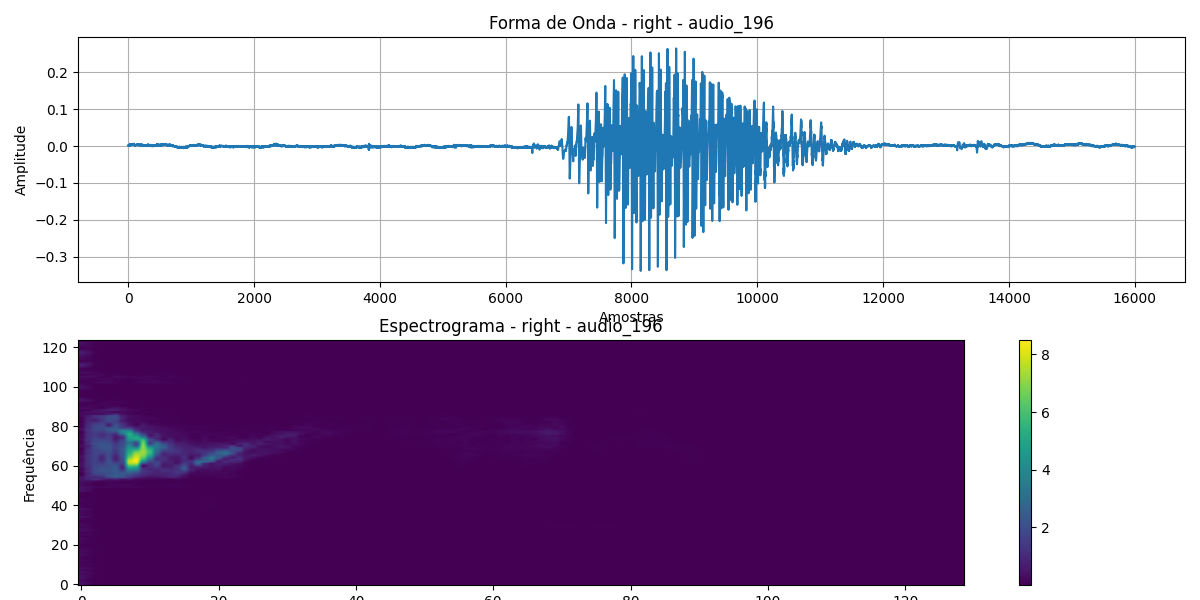 Forma de Onda - right - audio_196
Amplitude
0.2
0.1
0.0
−0.1
−0.2
−0.3
0 2000 4000 6000 8000 10000 12000 14000 16000
Amostras
Espectrograma - right - audio_196
Frequência
120
100
80
60
40
20
0
8
6
4
2
0 20 40 60 80 100 120